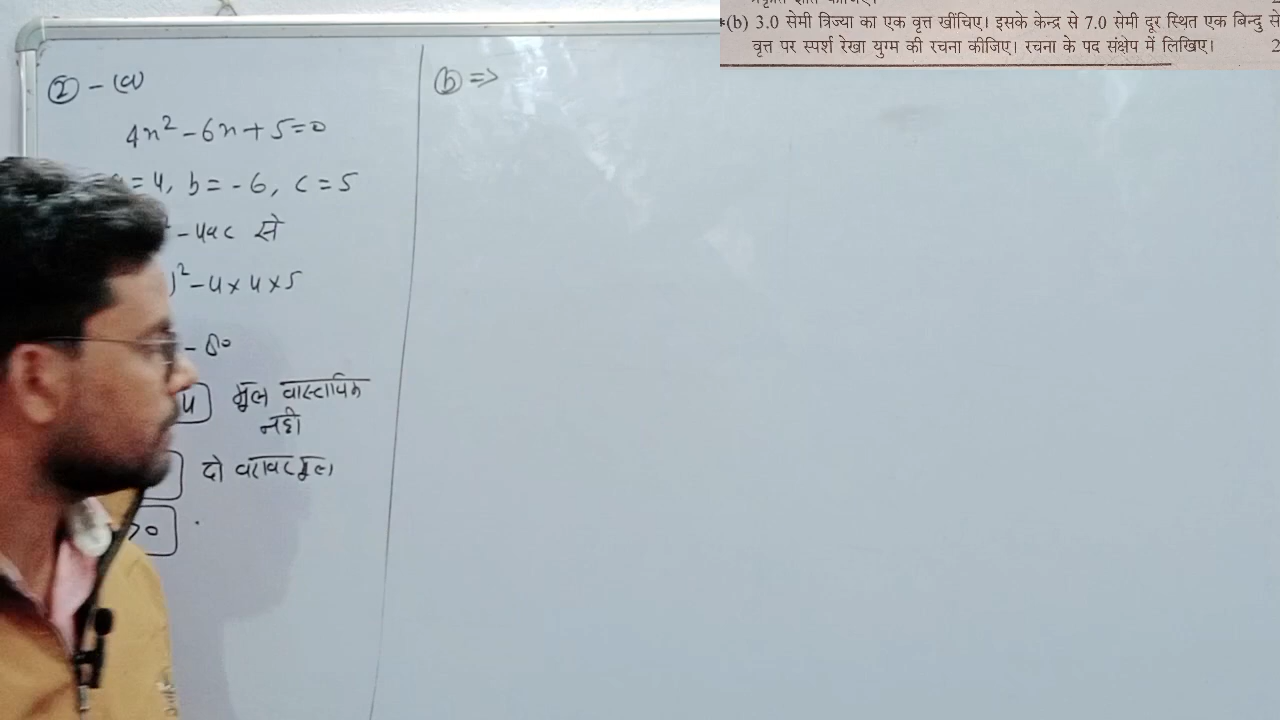 *(b) 3.0 सेमी त्रिज्या का एक वृत्त खींचिए। इसके केन्द्र से 7.0 सेमी दूर स्थित एक बिन्दु से
वृत्त पर स्पर्श रेखा युग्म की रचना कीजिए। रचना के पद संक्षेप में लिखिए। 2
② - (a)
4x² - 6x + 5 = 0
= 4, b = -6, c = 5
- 4ac से
)² - 4 × 4 × 5
- 80
4 मूल वास्तविक
नही
दो बराबर मूल
>0
ⓑ ⇒